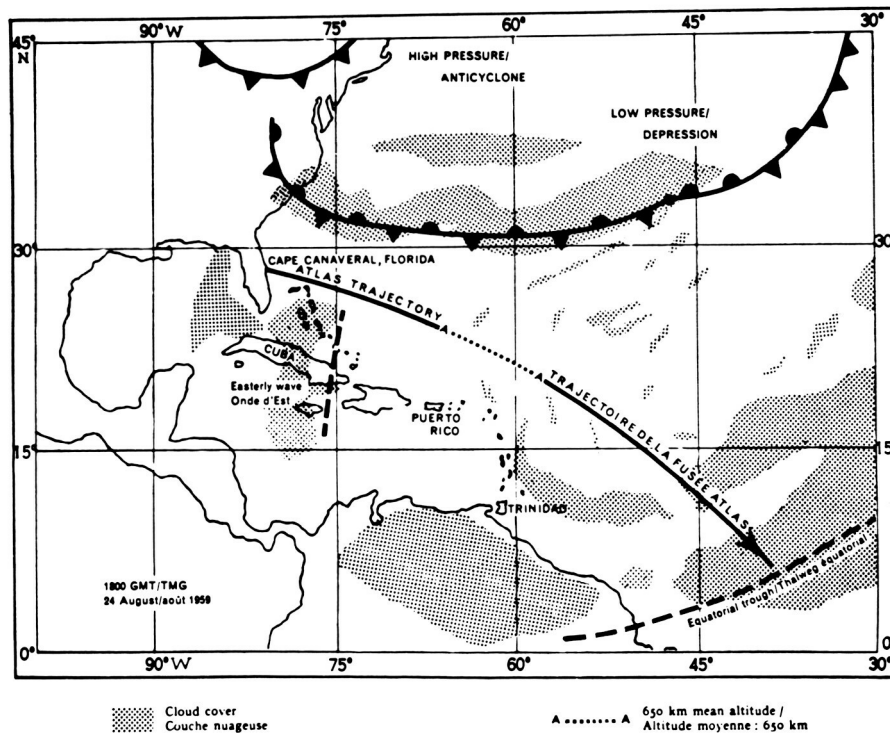 90° W
75°
60°
45°
30°
45°
N
HIGH PRESSURE/
ANTICYCLONE
LOW PRESSURE/
DEPRESSION
30°
30
CAPE CANAVERAL, FLORIDA
ATLAS TRAJECTORY
A
A
TRAJECTOIRE DE LA FUSÉE ATLAS
CUBA
Easterly wave
Onde d'Est
PUERTO
RICO
15°
15
TRINIDAD
1800 GMT/TMG
24 August/août 1959
Equatorial trough/Thalweg équatorial
0°
0
90° W
75°
60°
45°
30°
Cloud cover
Couche nuageuse
A ........ A
650 km mean altitude /
Altitude moyenne : 650 km